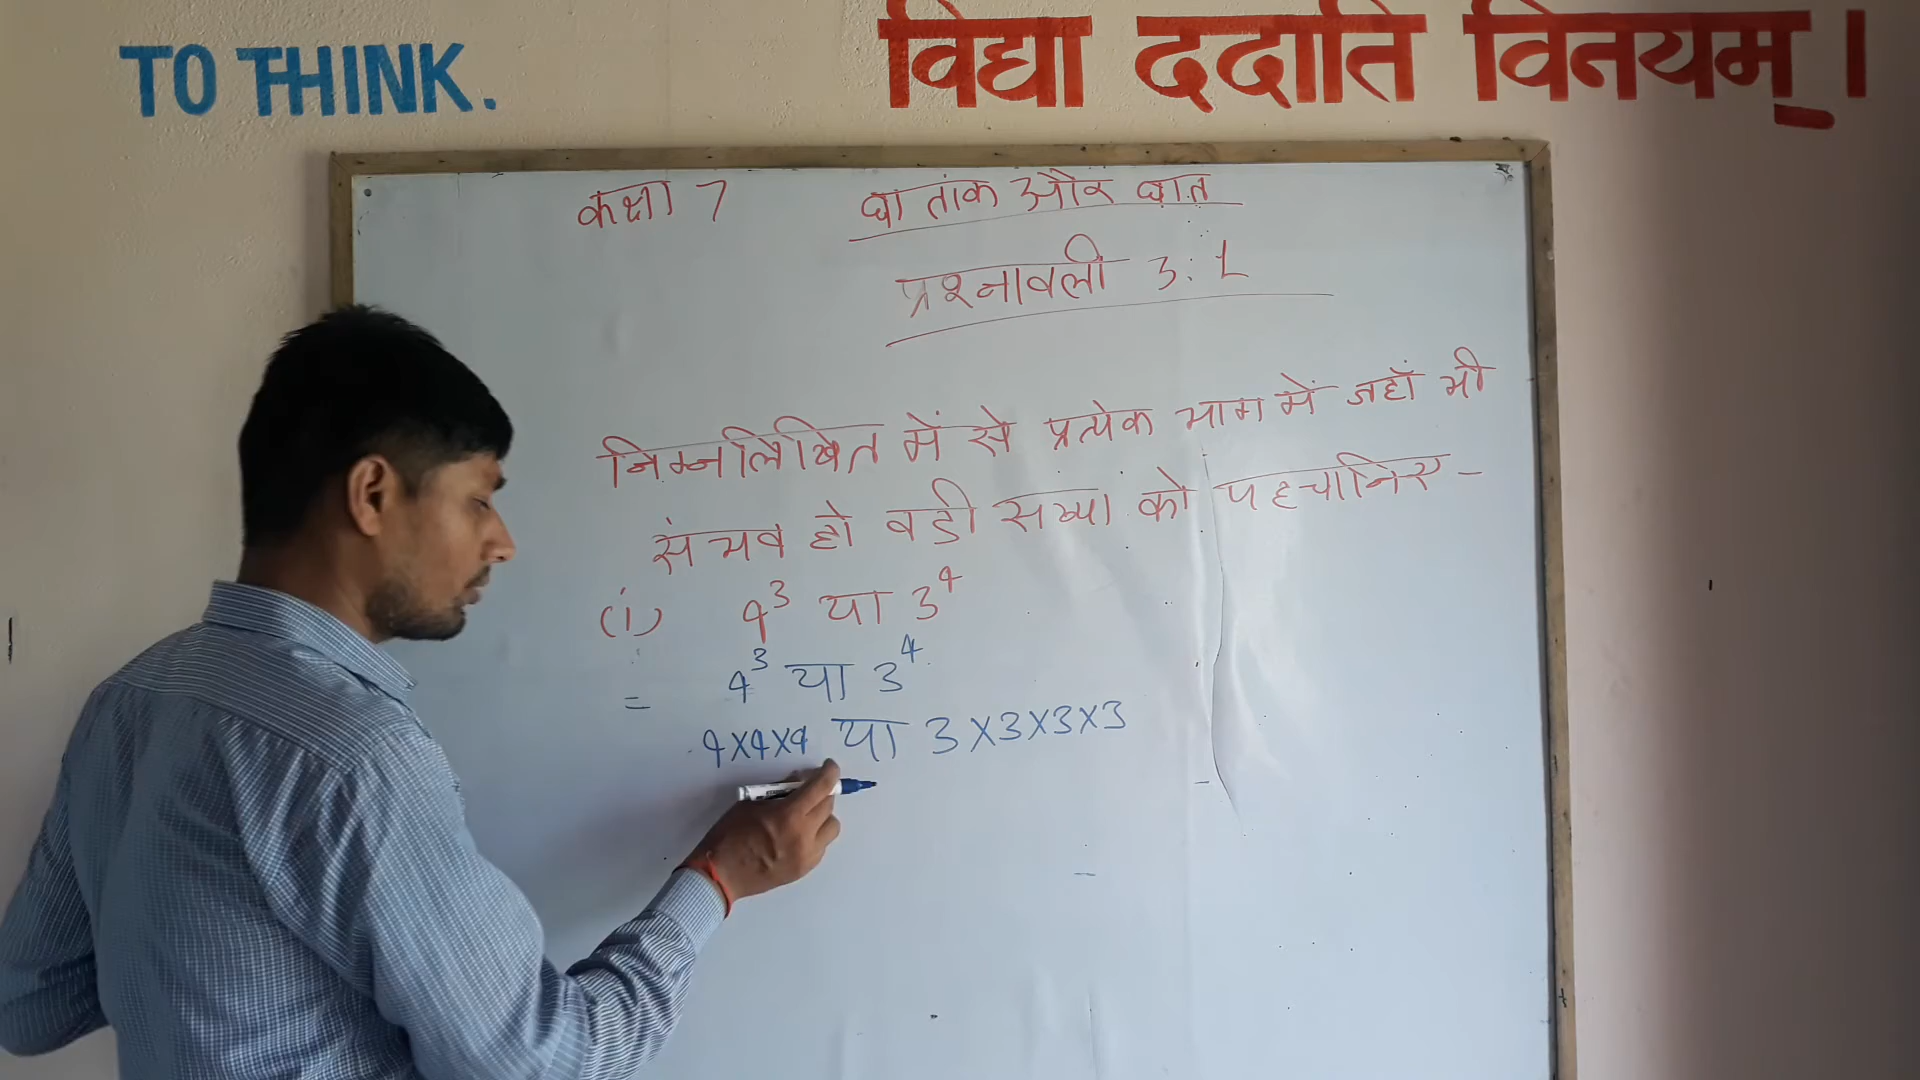 TO THINK.
विद्या ददाति विनयम् ।
कक्षा 7 घातांक और घात
प्रश्नावली 3:1
निम्नलिखित में से प्रत्येक भाग में जहाँ भी
संभव हो बडी संख्या को पहचानिए -
(i) 4³ या 3⁴
= 4³ या 3⁴
4×4×4 या 3×3×3×3